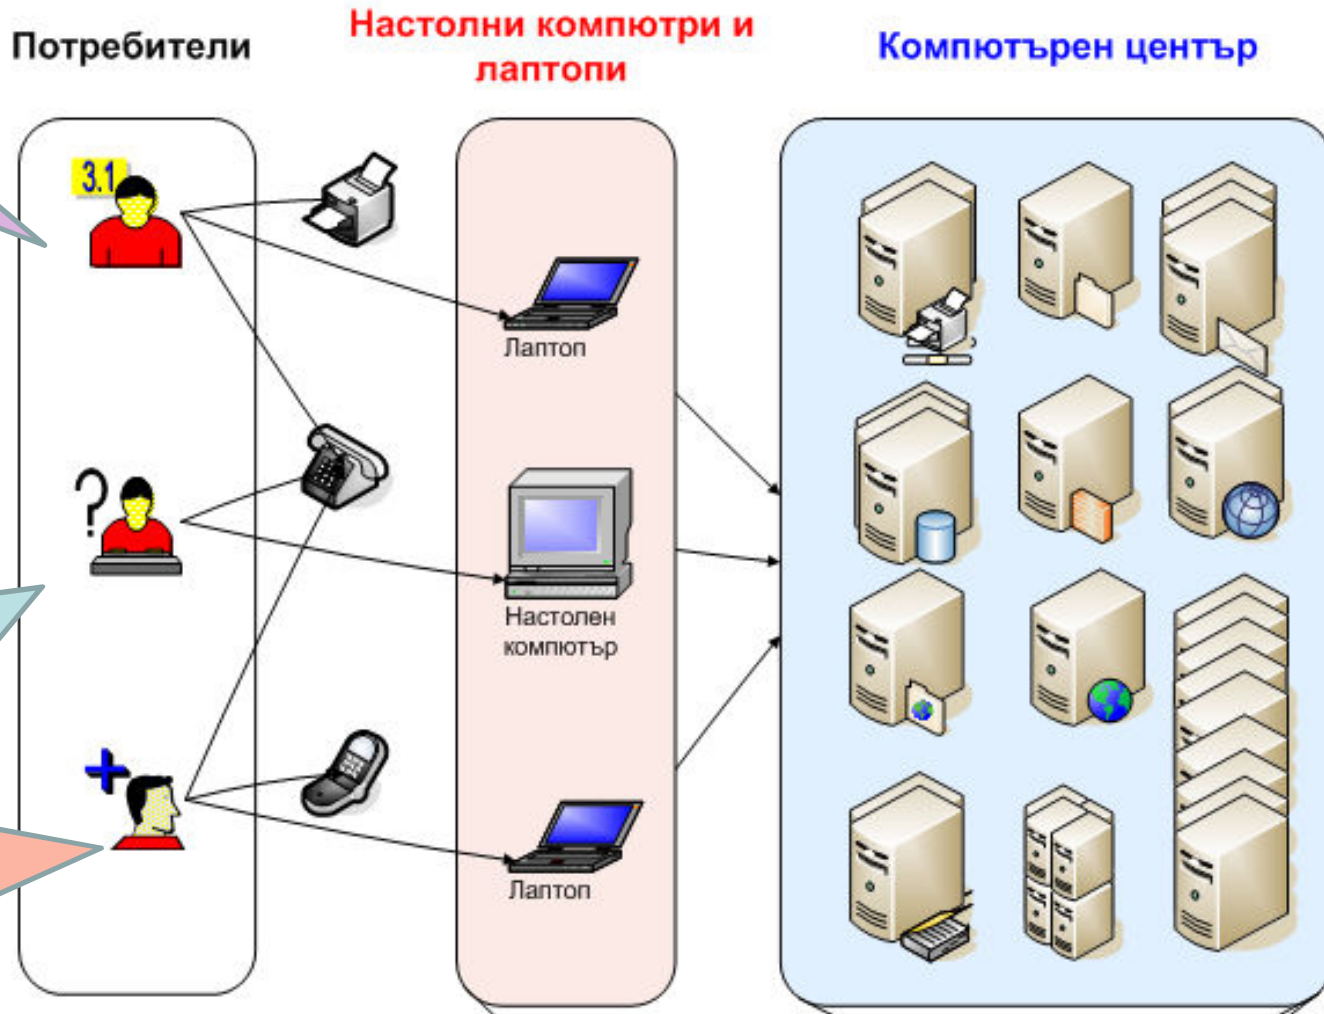 Потребители
Настолни компютри и
лаптопи
Компютърен център
3.1
?
Лаптоп
Настолен
компютър
Лаптоп